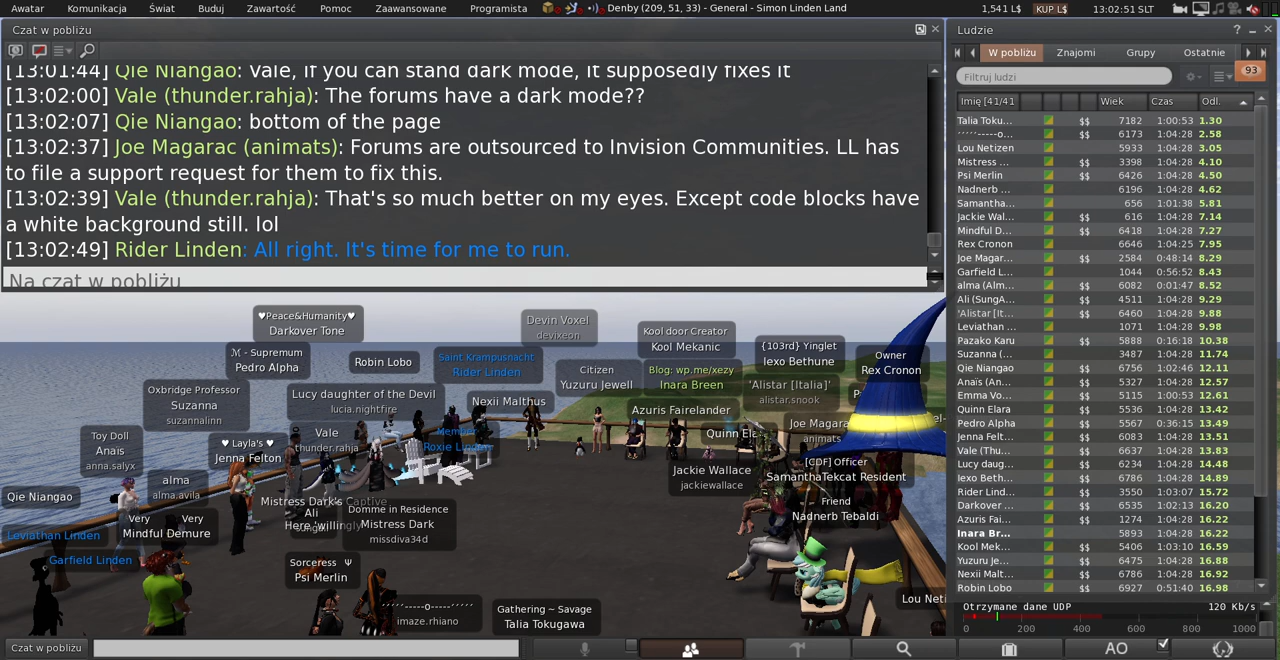 Awatar Komunikacja Świat Buduj Zawartość Pomoc Zaawansowane Programista Denby (209, 51, 33) - General - Simon Linden Land 1,541 L$ KUP L$ 13:02:51 SLT
Czat w pobliżu
[13:01:44] Qie Niangao: Vale, if you can stand dark mode, it supposedly fixes it
[13:02:00] Vale (thunder.rahja): The forums have a dark mode??
[13:02:07] Qie Niangao: bottom of the page
[13:02:37] Joe Magarac (animats): Forums are outsourced to Invision Communities. LL has
to file a support request for them to fix this.
[13:02:39] Vale (thunder.rahja): That's so much better on my eyes. Except code blocks have
a white background still. lol
[13:02:49] Rider Linden: All right. It's time for me to run.
Na czat w pobliżu
♥Peace&Humanity♥
Darkover Tone
Devin Voxel
devixeon
Kool door Creator
Kool Mekanic
{103rd} Yinglet
Iexo Bethune
Owner
Rex Cronon
ℳ - Supremum
Pedro Alpha
Robin Lobo
Saint Krampusnacht
Rider Linden
Citizen
Yuzuru Jewell
Blog: wp.me/xezy
Inara Breen
'Alistar [Italia]'
alistar.snook
Oxbridge Professor
Suzanna
suzannalinn
Lucy daughter of the Devil
lucia.nightfire
Nexii Malthus
Azuris Fairelander
Joe Magara
animats
Toy Doll
Anais
anna.salyx
♥ Layla's ♥
Jenna Felton
Vale
thunder.rahja
Member
Roxie Linden
Quinn Ela
Jackie Wallace
jackiewallace
[CDF] Officer
SamanthaTekcat Resident
Friend
Nadnerb Tebaldi
Qie Niangao
alma
alma.avila
Very Very
Mindful Demure
Mistress Dark's Captive
Ali
Domme in Residence
Mistress Dark
missdiva34d
Leviathan Linden
Garfield Linden
Sorceress Ψ
Psi Merlin
´´´´´-----o-----´´´´´
imaze.rhiano
Gathering ~ Savage
Talia Tokugawa
Lou Neti
Czat w pobliżu
AO
Ludzie
W pobliżu Znajomi Grupy Ostatnie
Filtruj ludzi
93
Imię [41/41 Wiek Czas Odl.
Talia Toku... $$ 7182 1:00:53 1.30
´´´´´-----o... $$ 6173 1:04:28 2.58
Lou Netizen 5933 1:04:28 3.05
Mistress ... $$ 3398 1:04:28 4.10
Psi Merlin $$ 6426 1:04:28 4.50
Nadnerb ... 6196 1:04:28 4.62
Samantha... 656 1:01:38 5.81
Jackie Wal... $$ 616 1:04:28 7.14
Mindful D... $$ 6418 1:04:28 7.27
Rex Cronon 6646 1:04:25 7.95
Joe Magar... $$ 2584 0:48:14 8.29
Garfield L... 1044 0:56:52 8.43
alma (Alm... $$ 6082 0:01:47 8.52
Ali (SungA... $$ 4511 1:04:28 9.29
'Alistar [It... $$ 6460 1:04:28 9.88
Leviathan ... 1071 1:04:28 9.98
Pazako Karu $$ 5888 0:16:18 10.38
Suzanna (... 3487 1:04:28 11.74
Qie Niangao $$ 6756 1:02:46 12.11
Anais (An... $$ 5327 1:04:28 12.57
Emma Vo... $$ 5115 1:00:53 12.61
Quinn Elara $$ 5536 1:04:28 13.42
Pedro Alpha $$ 5567 0:36:15 13.49
Jenna Felt... $$ 6083 1:04:28 13.51
Vale (Thu... $$ 6637 1:04:28 13.83
Lucy daug... $$ 6234 1:04:28 14.48
Iexo Beth... $$ 6786 1:04:28 14.89
Rider Lind... $$ 3550 1:03:07 15.72
Darkover ... $$ 6535 1:02:13 16.20
Azuris Fai... $$ 1274 1:04:28 16.22
Inara Br... 5893 1:04:28 16.22
Kool Mek... $$ 5406 1:03:10 16.59
Yuzuru Je... $$ 6475 1:04:28 16.88
Nexii Malt... $$ 6786 1:04:28 16.92
Robin Lobo $$ 6927 0:51:40 16.98
Otrzymane dane UDP 120 Kb/s
0 200 400 600 800 1000